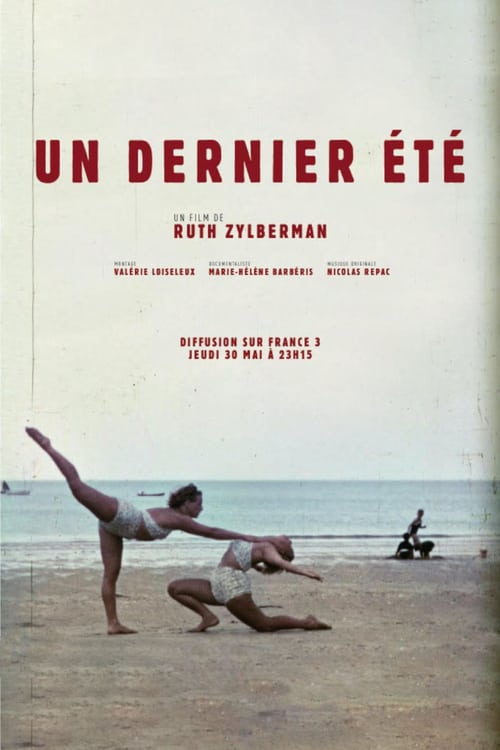 UN DERNIER ÉTÉ
UN FILM DE
RUTH ZYLBERMAN
MONTAGE DOCUMENTALISTE MUSIQUE ORIGINALE
VALÉRIE LOISELEUX MARIE-HÉLÈNE BARBÉRIS NICOLAS REPAC
DIFFUSION SUR FRANCE 3
JEUDI 30 MAI À 23H15